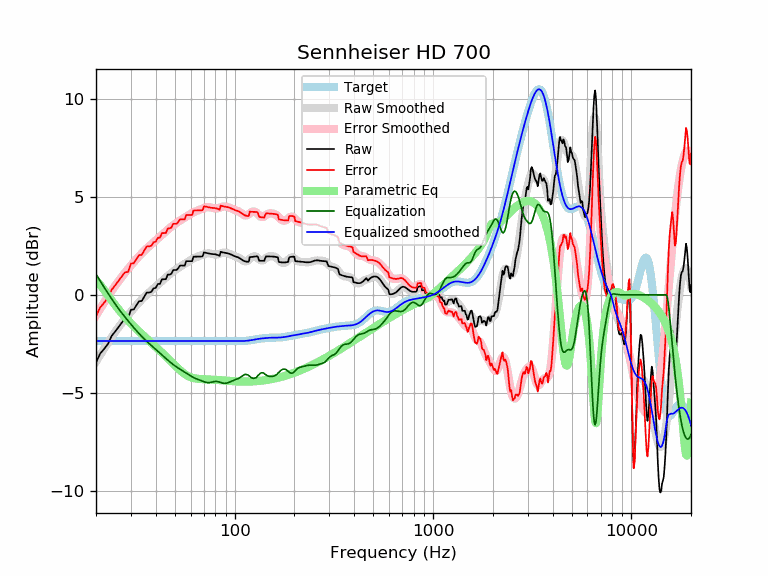 Sennheiser HD 700
Target
Raw Smoothed
Error Smoothed
Raw
Error
Parametric Eq
Equalization
Equalized smoothed
10
5
0
−5
−10
Amplitude (dBr)
100
1000
10000
Frequency (Hz)